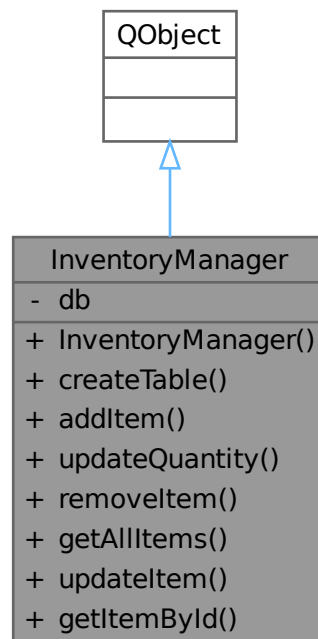 QObject
InventoryManager
- db
+ InventoryManager()
+ createTable()
+ addItem()
+ updateQuantity()
+ removeItem()
+ getAllItems()
+ updateItem()
+ getItemById()